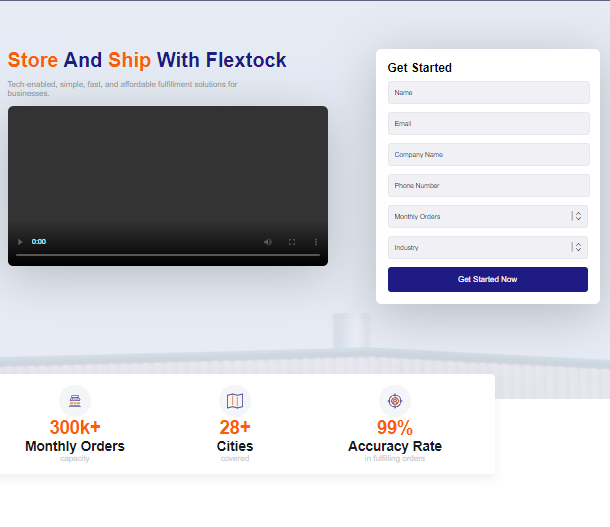 Store And Ship With Flextock
Tech-enabled, simple, fast, and affordable fulfillment solutions for
businesses.
0:00
Get Started
Name
Email
Company Name
Phone Number
Monthly Orders
Industry
Get Started Now
300k+
Monthly Orders
capacity
28+
Cities
covered
99%
Accuracy Rate
in fulfilling orders